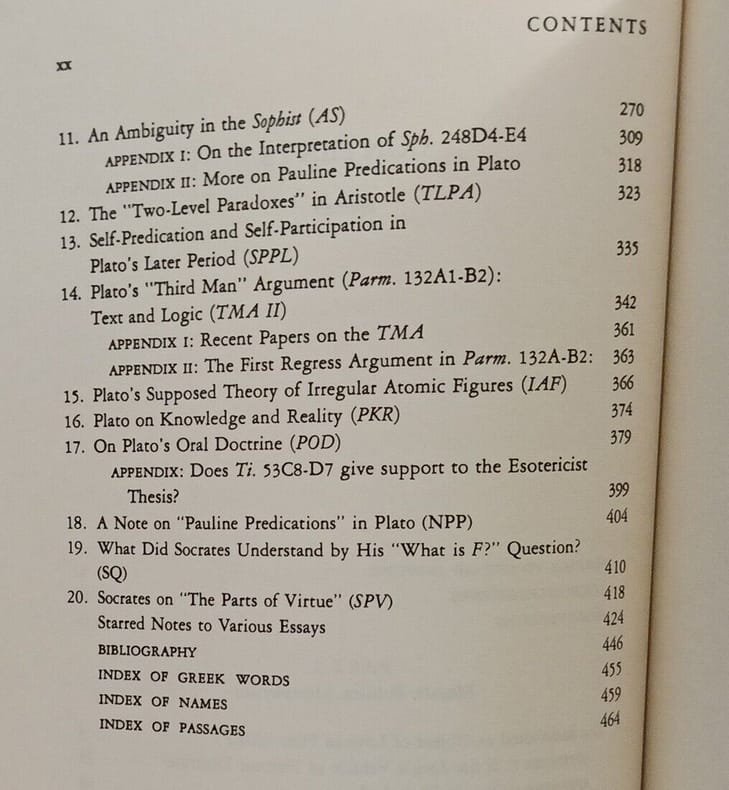 CONTENTS
xx
11. An Ambiguity in the Sophist (AS) 270
APPENDIX I: On the Interpretation of Sph. 248D4-E4 309
APPENDIX II: More on Pauline Predications in Plato 318
12. The "Two-Level Paradoxes" in Aristotle (TLPA) 323
13. Self-Predication and Self-Participation in
Plato's Later Period (SPPL) 335
14. Plato's "Third Man" Argument (Parm. 132A1-B2):
Text and Logic (TMA II) 342
APPENDIX I: Recent Papers on the TMA 361
APPENDIX II: The First Regress Argument in Parm. 132A-B2: 363
15. Plato's Supposed Theory of Irregular Atomic Figures (IAF) 366
16. Plato on Knowledge and Reality (PKR) 374
17. On Plato's Oral Doctrine (POD) 379
APPENDIX: Does Ti. 53C8-D7 give support to the Esotericist
Thesis? 399
18. A Note on "Pauline Predications" in Plato (NPP) 404
19. What Did Socrates Understand by His "What is F?" Question?
(SQ) 410
20. Socrates on "The Parts of Virtue" (SPV) 418
Starred Notes to Various Essays 424
BIBLIOGRAPHY 446
INDEX OF GREEK WORDS 455
INDEX OF NAMES 459
INDEX OF PASSAGES 464